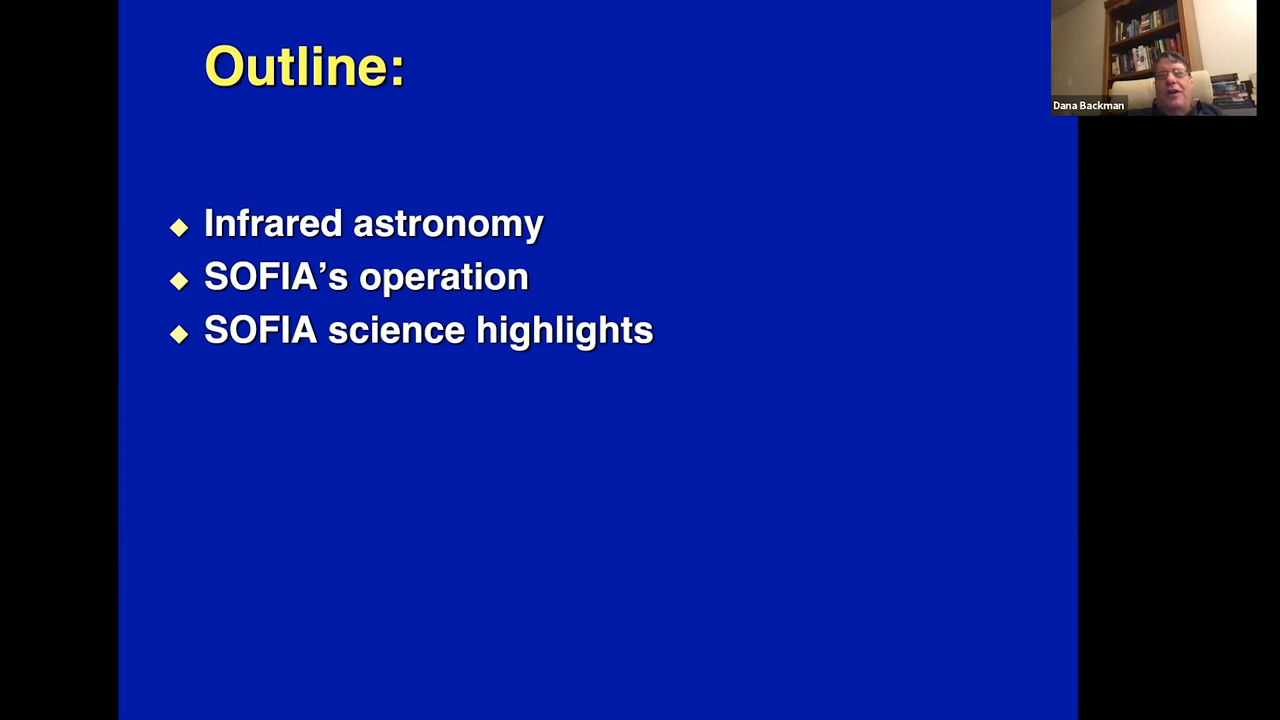 Outline:
Infrared astronomy
SOFIA’s operation
SOFIA science highlights
Dana Backman